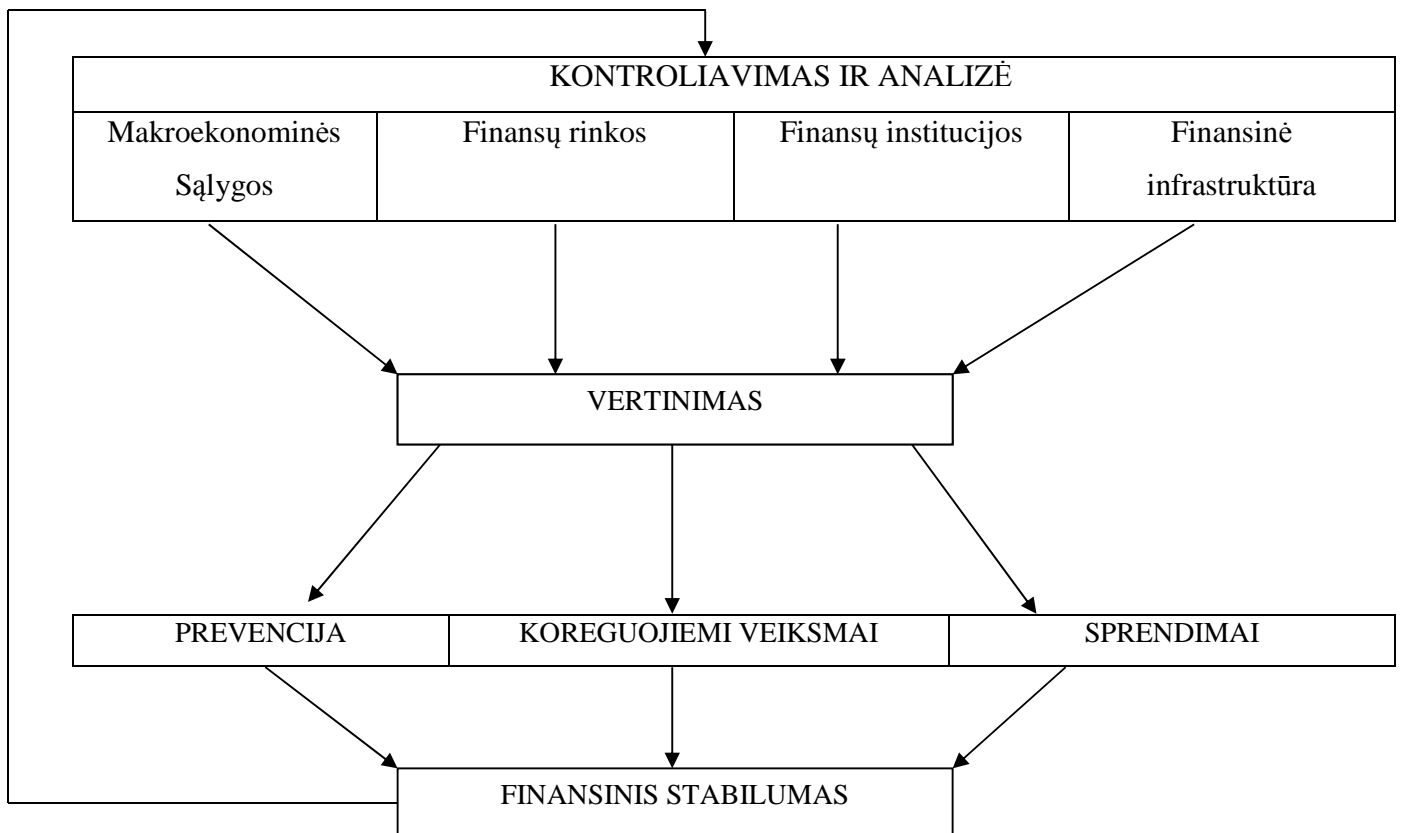 KONTROLIAVIMAS IR ANALIZĖ
Makroekonominės
Sąlygos
Finansų rinkos
Finansų institucijos
Finansinė
infrastruktūra
VERTINIMAS
PREVENCIJA
KOREGUOJIEMI VEIKSMAI
SPRENDIMAI
FINANSINIS STABILUMAS